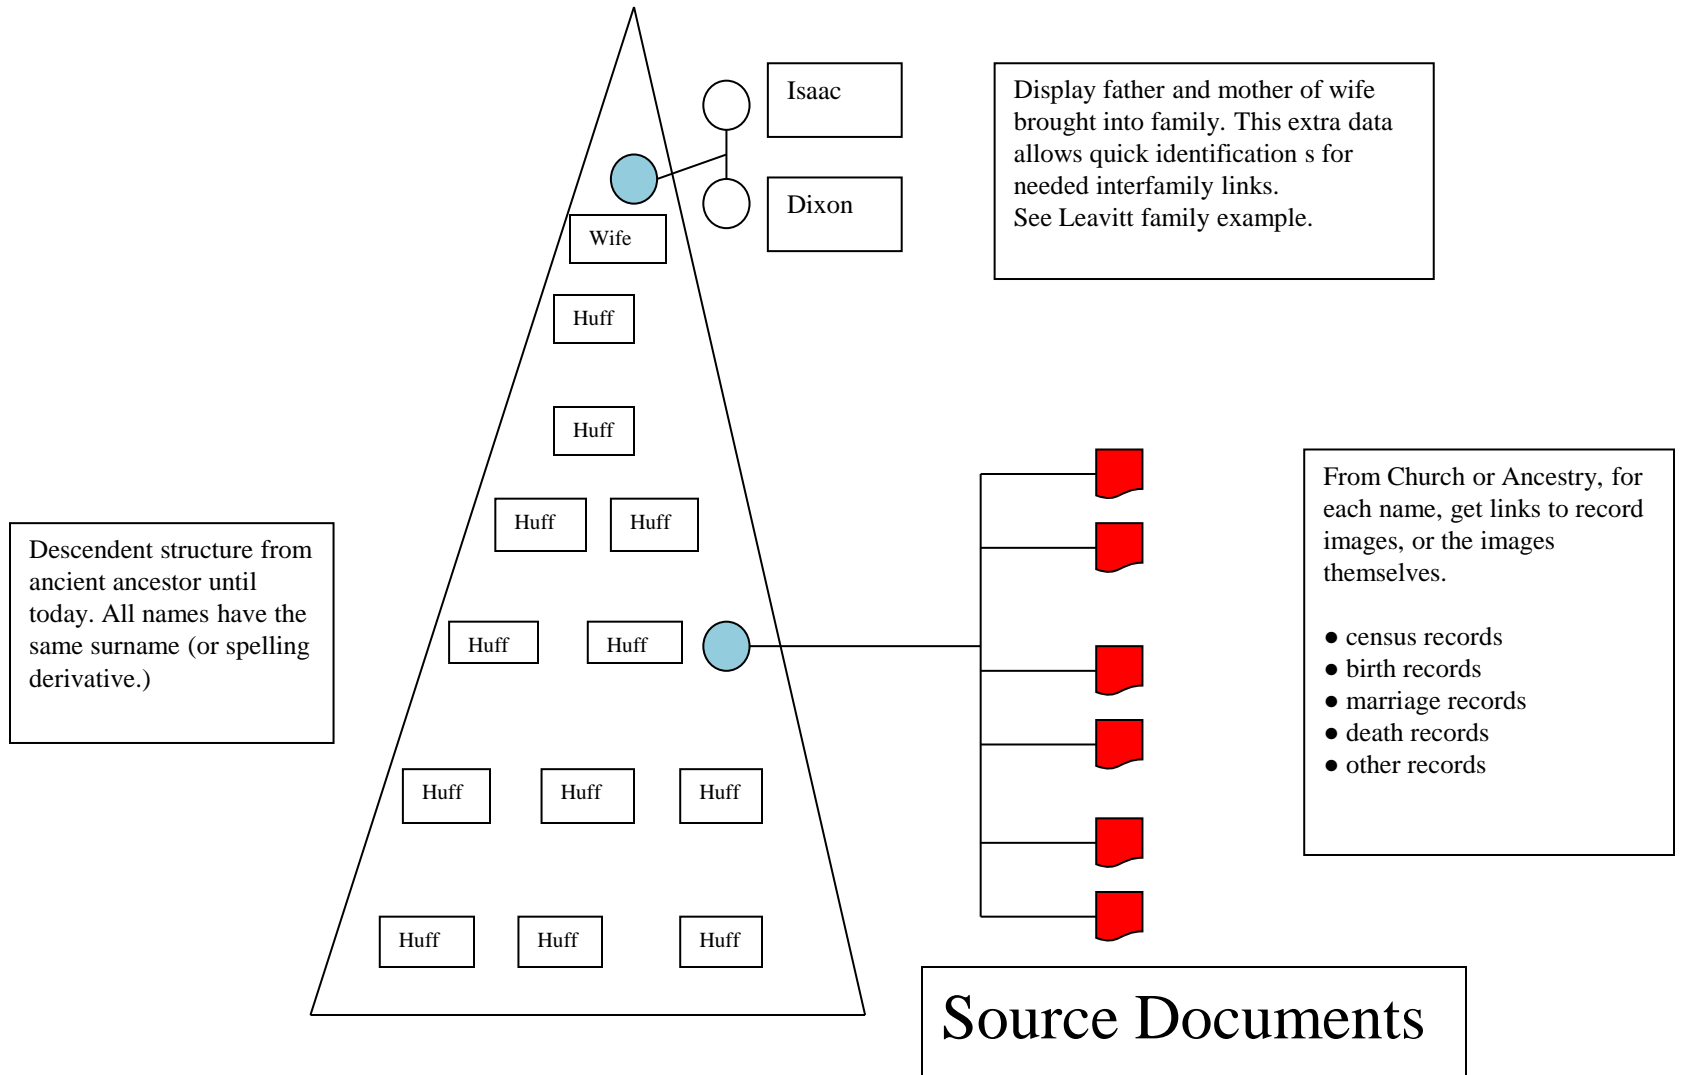 Isaac
Dixon
Display father and mother of wife
brought into family. This extra data
allows quick identification s for
needed interfamily links.
See Leavitt family example.
Wife
Huff
Huff
Huff
Huff
Huff
Huff
Huff
Huff
Huff
Huff
Huff
Huff
Descendent structure from
ancient ancestor until
today. All names have the
same surname (or spelling
derivative.)
From Church or Ancestry, for
each name, get links to record
images, or the images
themselves.
● census records
● birth records
● marriage records
● death records
● other records
Source Documents